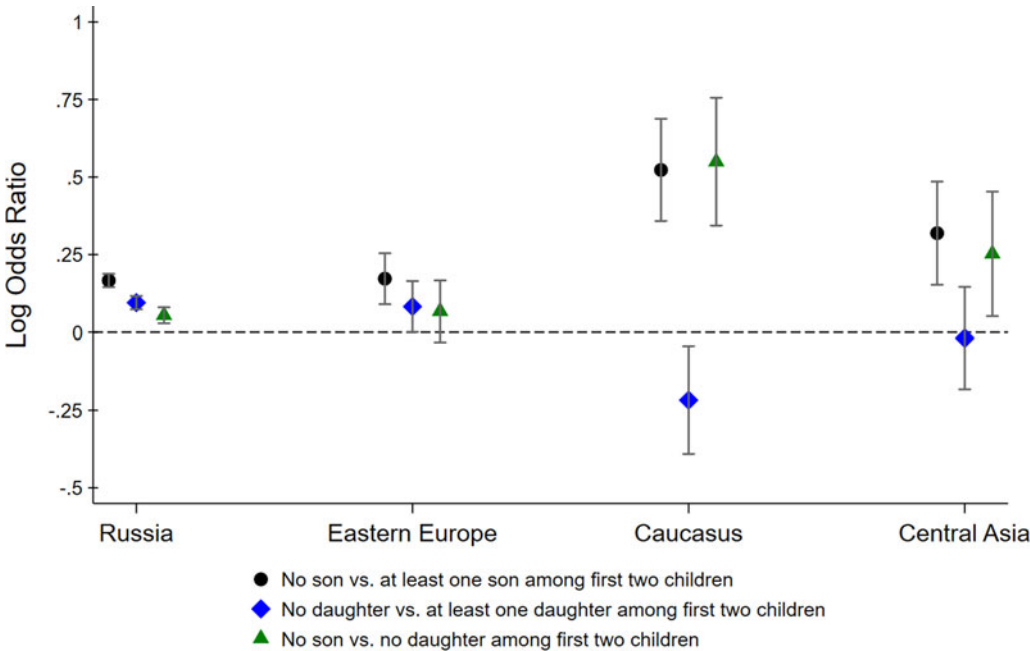 1
.75
.5
.25
0
-.25
-.5
Log Odds Ratio
Russia Eastern Europe Caucasus Central Asia
No son vs. at least one son among first two children
No daughter vs. at least one daughter among first two children
No son vs. no daughter among first two children